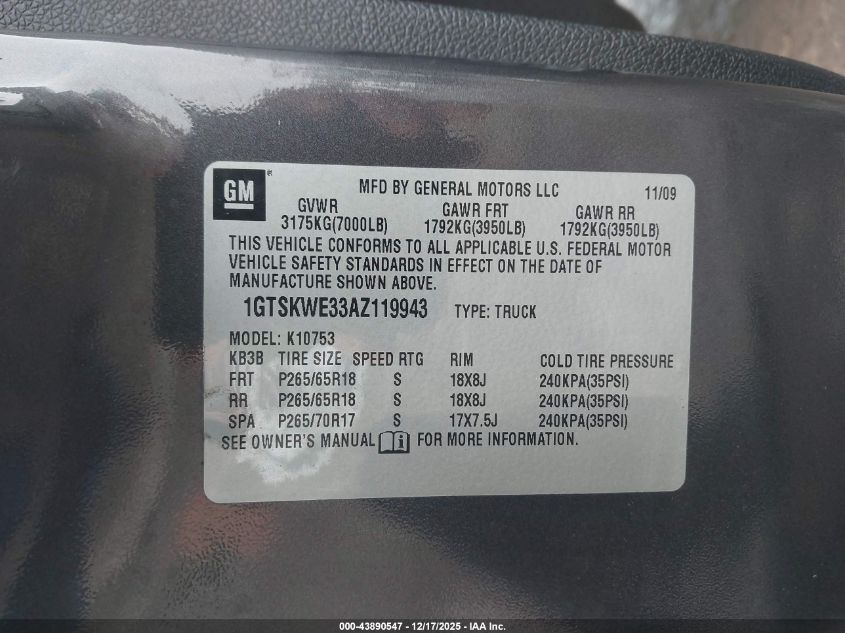 GM
MFD BY GENERAL MOTORS LLC 11/09
GVWR GAWR FRT GAWR RR
3175KG(7000LB) 1792KG(3950LB) 1792KG(3950LB)
THIS VEHICLE CONFORMS TO ALL APPLICABLE U.S. FEDERAL MOTOR
VEHICLE SAFETY STANDARDS IN EFFECT ON THE DATE OF
MANUFACTURE SHOWN ABOVE.
1GTSKWE33AZ119943 TYPE: TRUCK
MODEL: K10753
KB3B TIRE SIZE SPEED RTG RIM COLD TIRE PRESSURE
FRT P265/65R18 S 18X8J 240KPA(35PSI)
RR P265/65R18 S 18X8J 240KPA(35PSI)
SPA P265/70R17 S 17X7.5J 240KPA(35PSI)
SEE OWNER'S MANUAL FOR MORE INFORMATION.
000-43890547 - 12/17/2025 - IAA Inc.